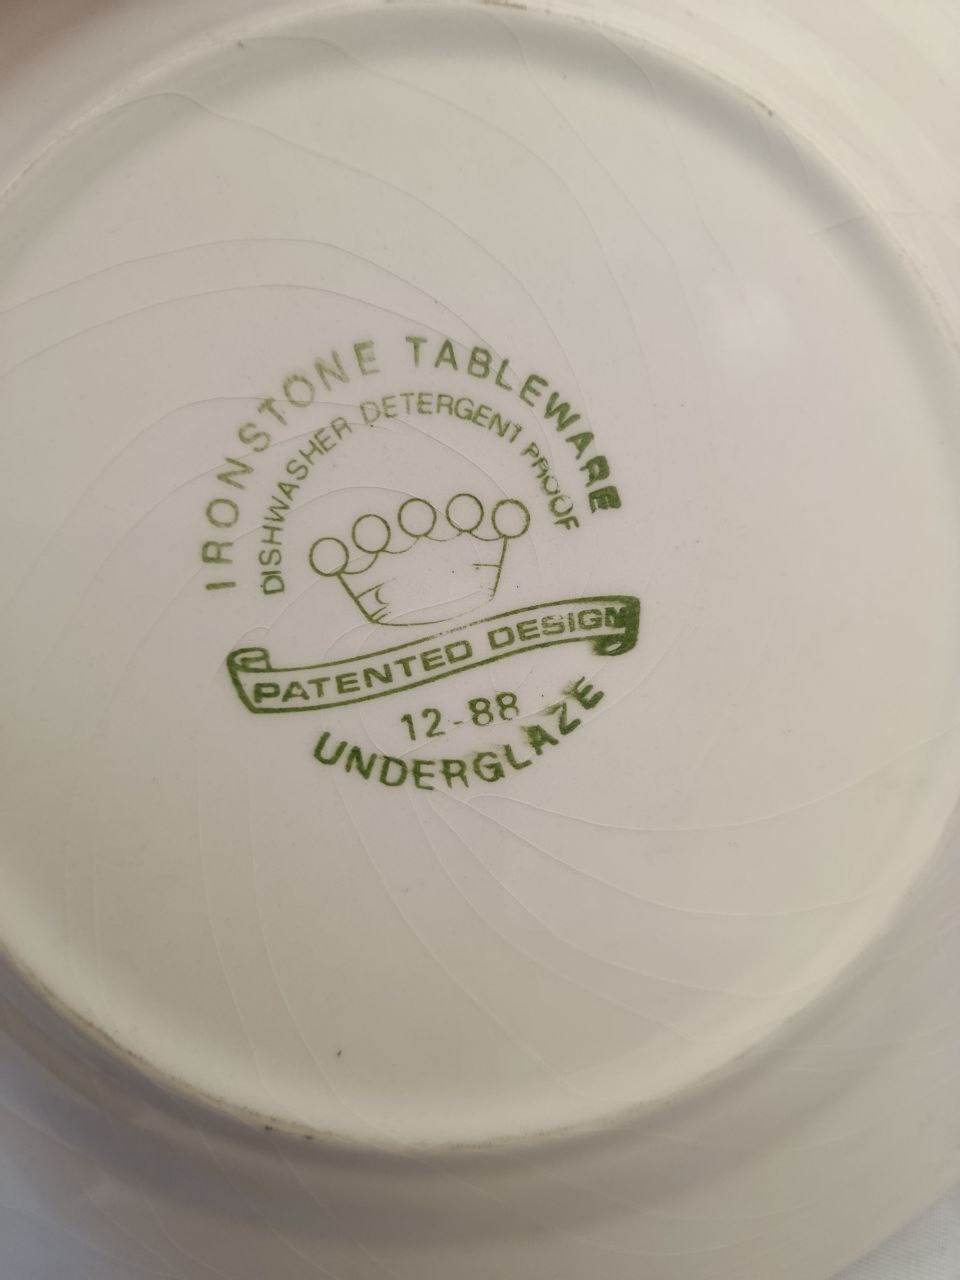 IRONSTONE TABLEWARE
DISHWASHER DETERGENT PROOF
PATENTED DESIGN
12-88
UNDERGLAZE